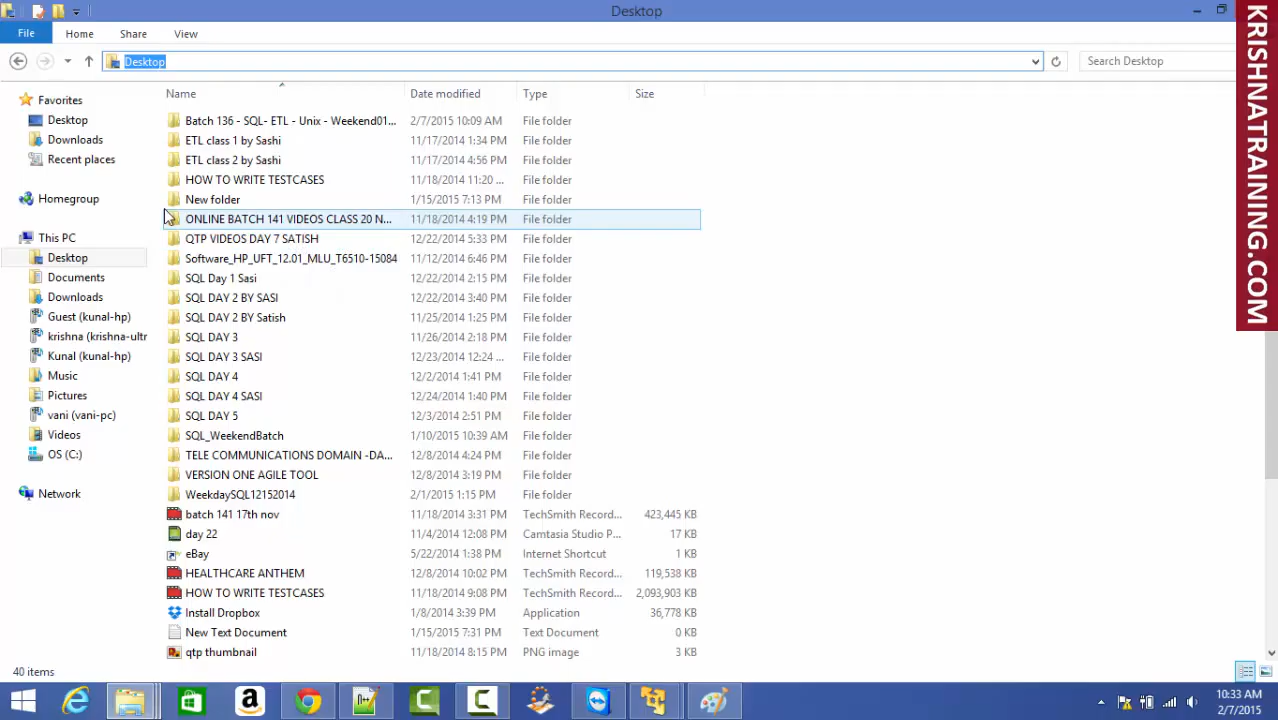 Desktop
File Home Share View
Desktop Search Desktop
Name Date modified Type Size
Favorites
Desktop
Downloads
Recent places
Homegroup
This PC
Desktop
Documents
Downloads
Guest (kunal-hp)
krishna (krishna-ultr
Kunal (kunal-hp)
Music
Pictures
vani (vani-pc)
Videos
OS (C:)
Network
Batch 136 - SQL- ETL - Unix - Weekend01... 2/7/2015 10:09 AM File folder
ETL class 1 by Sashi 11/17/2014 1:34 PM File folder
ETL class 2 by Sashi 11/17/2014 4:56 PM File folder
HOW TO WRITE TESTCASES 11/18/2014 11:20 ... File folder
New folder 1/15/2015 7:13 PM File folder
ONLINE BATCH 141 VIDEOS CLASS 20 N... 11/18/2014 4:19 PM File folder
QTP VIDEOS DAY 7 SATISH 12/22/2014 5:33 PM File folder
Software_HP_UFT_12.01_MLU_T6510-15084 11/12/2014 6:46 PM File folder
SQL Day 1 Sasi 12/22/2014 2:15 PM File folder
SQL DAY 2 BY SASI 12/22/2014 3:40 PM File folder
SQL DAY 2 BY Satish 11/25/2014 1:25 PM File folder
SQL DAY 3 11/26/2014 2:18 PM File folder
SQL DAY 3 SASI 12/23/2014 12:24 ... File folder
SQL DAY 4 12/2/2014 1:41 PM File folder
SQL DAY 4 SASI 12/24/2014 1:40 PM File folder
SQL DAY 5 12/3/2014 2:51 PM File folder
SQL_WeekendBatch 1/10/2015 10:39 AM File folder
TELE COMMUNICATIONS DOMAIN -DA... 12/8/2014 4:24 PM File folder
VERSION ONE AGILE TOOL 12/8/2014 3:19 PM File folder
WeekdaySQL12152014 2/1/2015 1:15 PM File folder
batch 141 17th nov 11/18/2014 3:31 PM TechSmith Record... 423,445 KB
day 22 11/4/2014 12:08 PM Camtasia Studio P... 17 KB
eBay 5/22/2014 1:38 PM Internet Shortcut 1 KB
HEALTHCARE ANTHEM 12/8/2014 10:02 PM TechSmith Record... 119,538 KB
HOW TO WRITE TESTCASES 11/18/2014 9:08 PM TechSmith Record... 2,093,903 KB
Install Dropbox 1/8/2014 3:39 PM Application 36,778 KB
New Text Document 1/15/2015 7:31 PM Text Document 0 KB
qtp thumbnail 11/18/2014 8:15 PM PNG image 3 KB
40 items
10:33 AM
2/7/2015
KRISHNATRAINING.COM